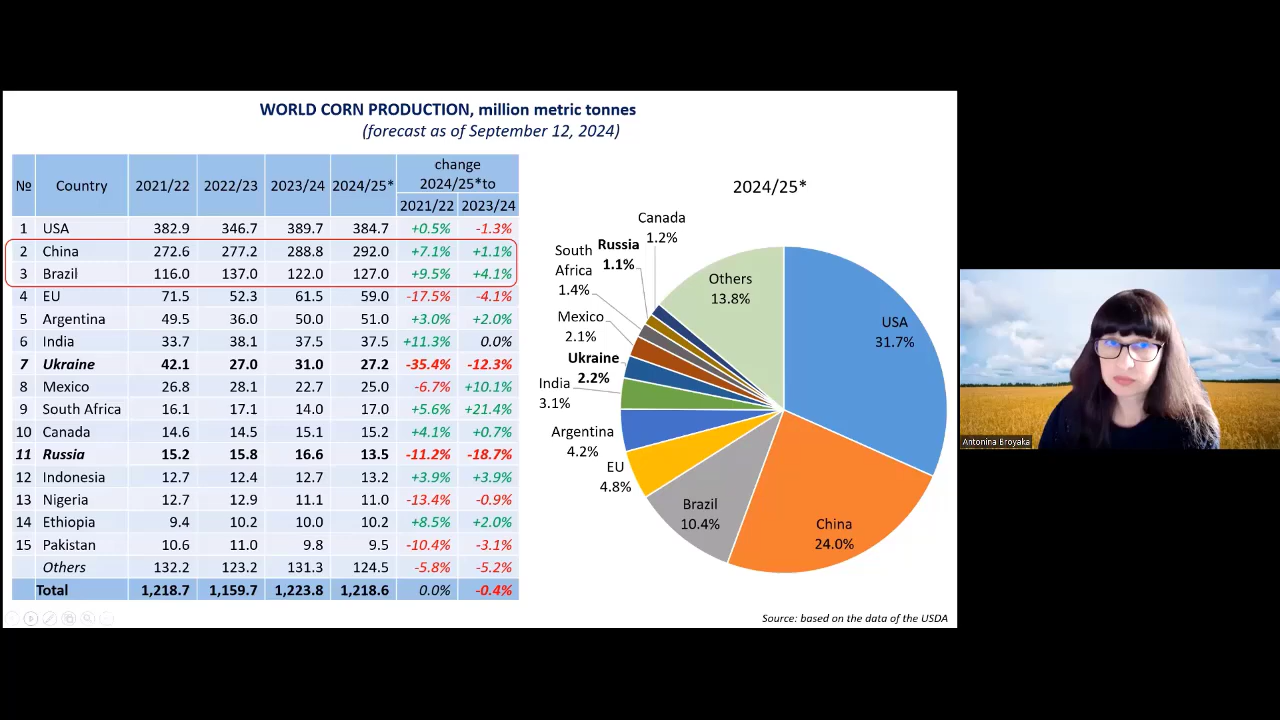 WORLD CORN PRODUCTION, million metric tonnes
(forecast as of September 12, 2024)
№ Country 2021/22 2022/23 2023/24 2024/25* change 2024/25*to
2021/22 2023/24
1 USA 382.9 346.7 389.7 384.7 +0.5% -1.3%
2 China 272.6 277.2 288.8 292.0 +7.1% +1.1%
3 Brazil 116.0 137.0 122.0 127.0 +9.5% +4.1%
4 EU 71.5 52.3 61.5 59.0 -17.5% -4.1%
5 Argentina 49.5 36.0 50.0 51.0 +3.0% +2.0%
6 India 33.7 38.1 37.5 37.5 +11.3% 0.0%
7 Ukraine 42.1 27.0 31.0 27.2 -35.4% -12.3%
8 Mexico 26.8 28.1 22.7 25.0 -6.7% +10.1%
9 South Africa 16.1 17.1 14.0 17.0 +5.6% +21.4%
10 Canada 14.6 14.5 15.1 15.2 +4.1% +0.7%
11 Russia 15.2 15.8 16.6 13.5 -11.2% -18.7%
12 Indonesia 12.7 12.4 12.7 13.2 +3.9% +3.9%
13 Nigeria 12.7 12.9 11.1 11.0 -13.4% -0.9%
14 Ethiopia 9.4 10.2 10.0 10.2 +8.5% +2.0%
15 Pakistan 10.6 11.0 9.8 9.5 -10.4% -3.1%
Others 132.2 123.2 131.3 124.5 -5.8% -5.2%
Total 1,218.7 1,159.7 1,223.8 1,218.6 0.0% -0.4%
2024/25*
USA
31.7%
China
24.0%
Brazil
10.4%
EU
4.8%
Argentina
4.2%
India
3.1%
Ukraine
2.2%
Mexico
2.1%
South
Africa
1.4%
Russia
1.1%
Canada
1.2%
Others
13.8%
Source: based on the data of the USDA
Antonina Broyaka